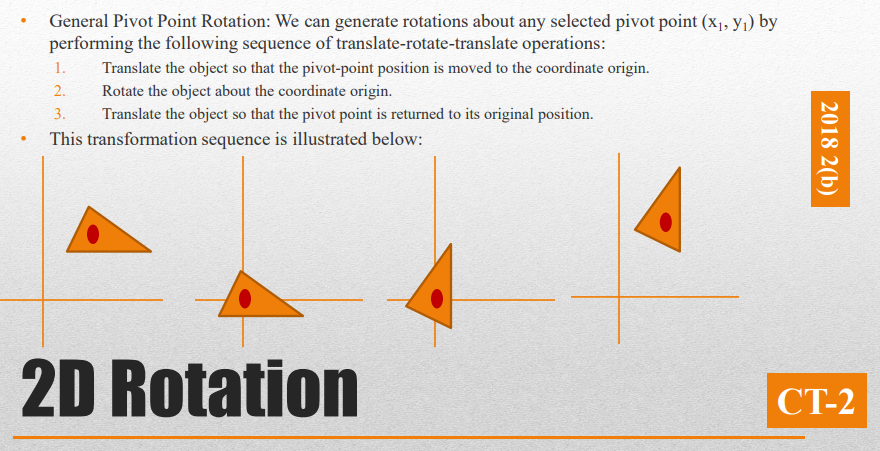 • General Pivot Point Rotation: We can generate rotations about any selected pivot point (x₁, y₁) by
performing the following sequence of translate-rotate-translate operations:
1. Translate the object so that the pivot-point position is moved to the coordinate origin.
2. Rotate the object about the coordinate origin.
3. Translate the object so that the pivot point is returned to its original position.
• This transformation sequence is illustrated below:
2018 2(b)
2D Rotation
CT-2